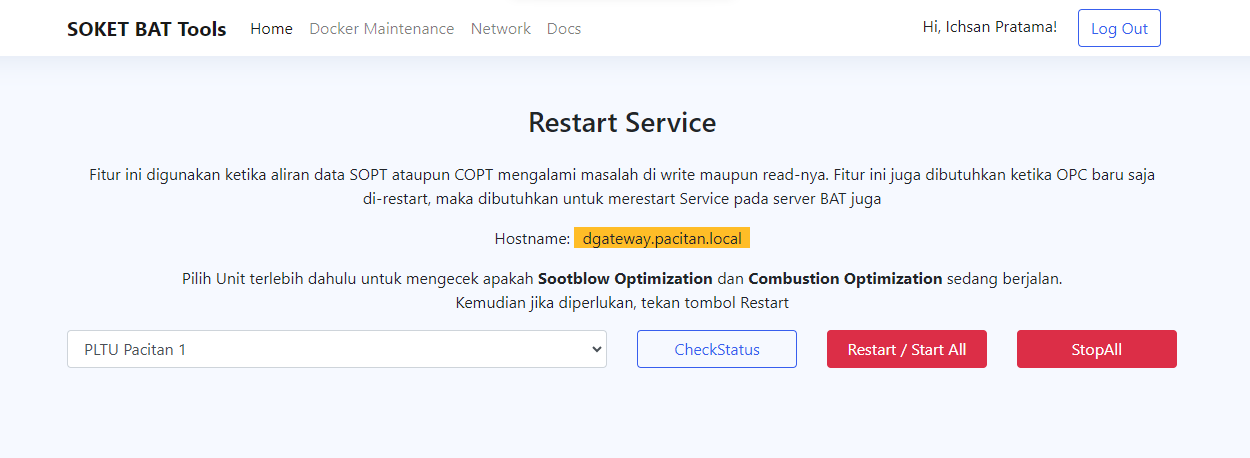 SOKET BAT Tools Home Docker Maintenance Network Docs Hi, Ichsan Pratama! Log Out
Restart Service
Fitur ini digunakan ketika aliran data SOPT ataupun COPT mengalami masalah di write maupun read-nya. Fitur ini juga dibutuhkan ketika OPC baru saja
di-restart, maka dibutuhkan untuk merestart Service pada server BAT juga
Hostname: dgateway.pacitan.local
Pilih Unit terlebih dahulu untuk mengecek apakah Sootblow Optimization dan Combustion Optimization sedang berjalan.
Kemudian jika diperlukan, tekan tombol Restart
PLTU Pacitan 1 CheckStatus Restart / Start All StopAll